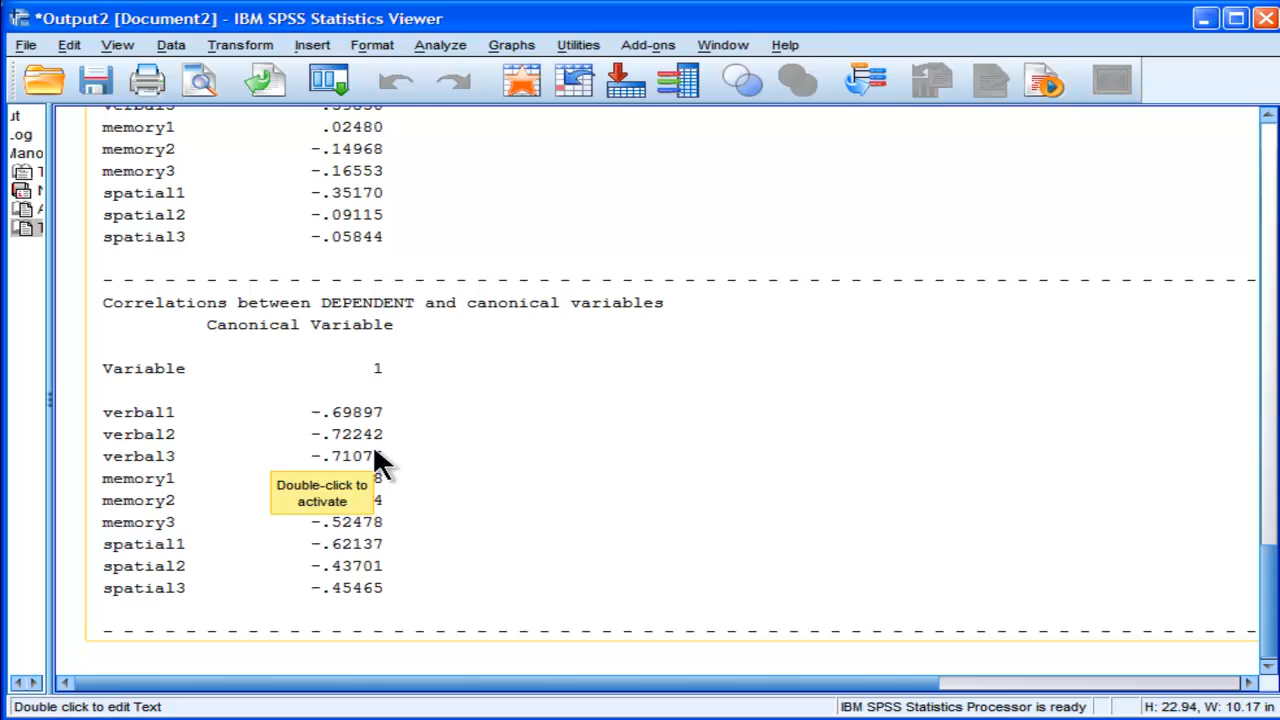 *Output2 [Document2] - IBM SPSS Statistics Viewer
File Edit View Data Transform Insert Format Analyze Graphs Utilities Add-ons Window Help
memory1 .02480
memory2 -.14968
memory3 -.16553
spatial1 -.35170
spatial2 -.09115
spatial3 -.05844
- - - - - - - - - - - - - - - - - - - - - - - - - - - - - - - - - - - - - - - - - - - - - - - - - - - - - - - -
Correlations between DEPENDENT and canonical variables
Canonical Variable
Variable 1
verbal1 -.69897
verbal2 -.72242
verbal3
memory1
memory2
Double-click to
activate
memory3 -.52478
spatial1 -.62137
spatial2 -.43701
spatial3 -.45465
- - - - - - - - - - - - - - - - - - - - - - - - - - - - - - - - - - - - - - - - - - - - - - - - - - - - - - - -
Double click to edit Text
IBM SPSS Statistics Processor is ready
H: 22.94, W: 10.17 in